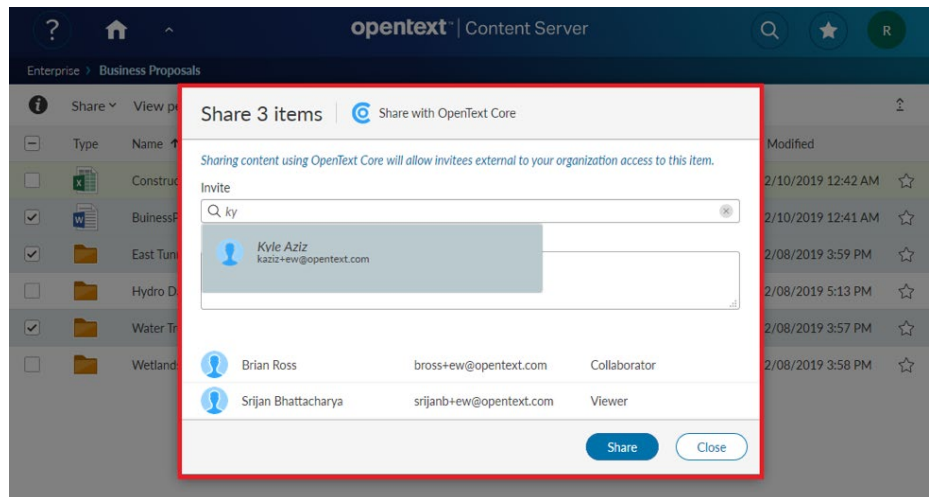 ?
opentext™ | Content Server
R
Enterprise > Business Proposals
Share
View pe
Share 3 items
Share with OpenText Core
Type
Name
Modified
Sharing content using OpenText Core will allow invitees external to your organization access to this item.
Construc
2/10/2019 12:42 AM
Invite
ky
BuinessP
2/10/2019 12:41 AM
Kyle Aziz
kaziz+ew@opentext.com
East Tun
2/08/2019 3:59 PM
Hydro D
2/08/2019 5:13 PM
Water Tr
2/08/2019 3:57 PM
Brian Ross bross+ew@opentext.com Collaborator
Wetland
2/08/2019 3:58 PM
Srijan Bhattacharya srijanb+ew@opentext.com Viewer
Share
Close